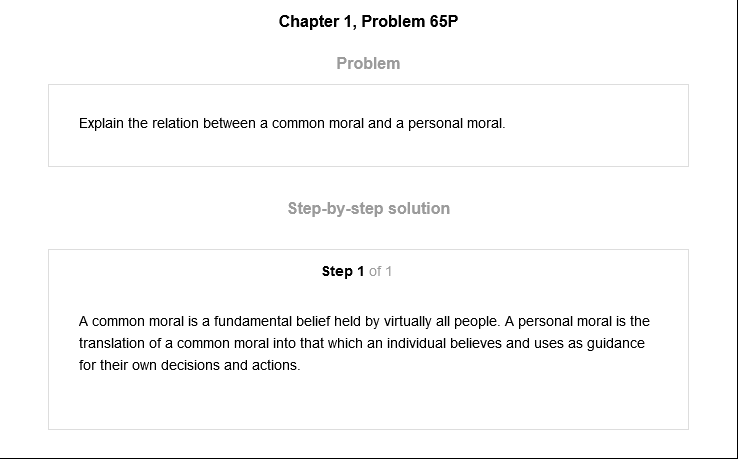 Chapter 1, Problem 65P
Problem
Explain the relation between a common moral and a personal moral.
Step-by-step solution
Step 1 of 1
A common moral is a fundamental belief held by virtually all people. A personal moral is the
translation of a common moral into that which an individual believes and uses as guidance
for their own decisions and actions.